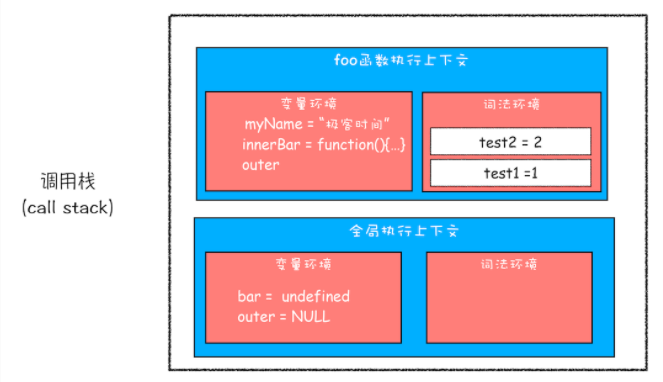 foo函数执行上下文
变量环境
myName = “极客时间”
innerBar = function(){...}
outer
词法环境
test2 = 2
test1 =1
调用栈
(call stack)
全局执行上下文
变量环境
bar = undefined
outer = NULL
词法环境